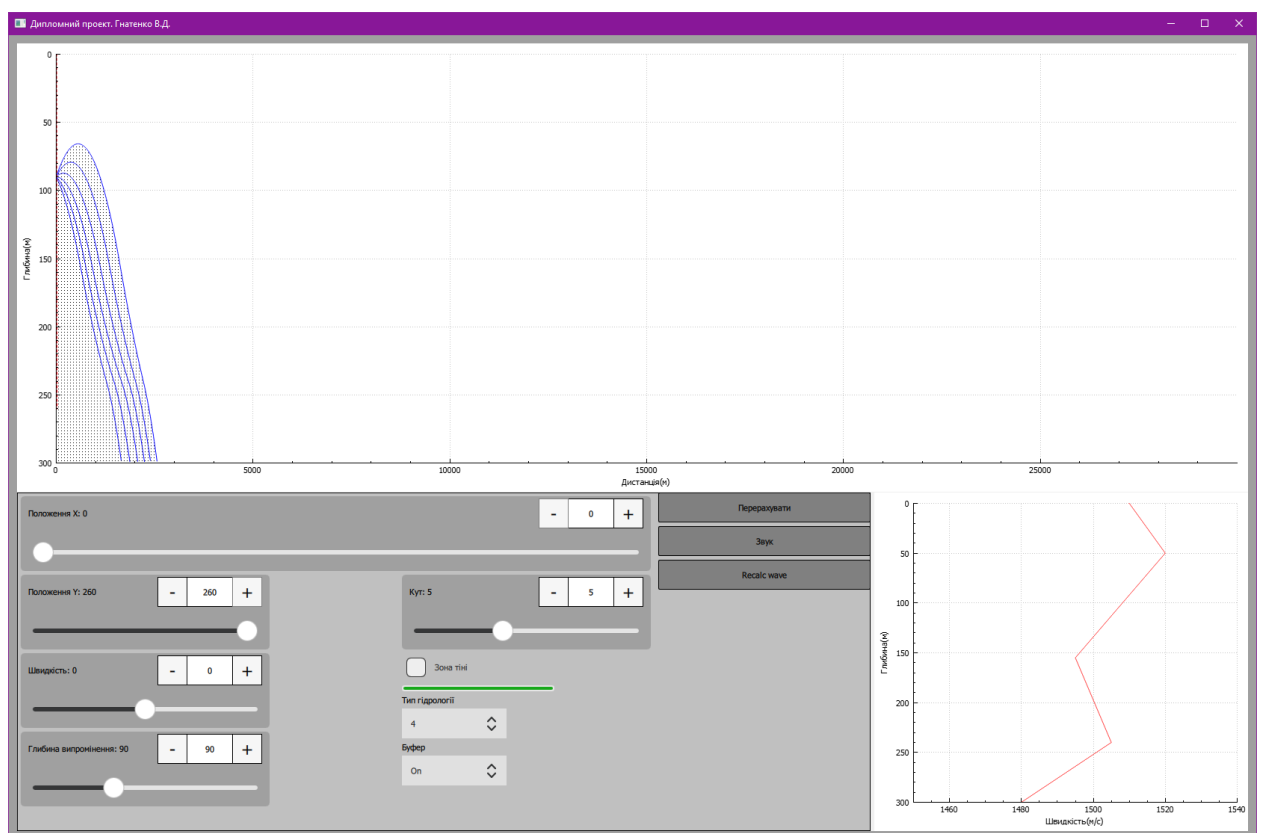 Дипломний проект. Гнатенко В.Д.
0
50
100
150
200
250
300
Глибина(м)
0
5000
10000
15000
20000
25000
Дистанція(м)
Положення X: 0
- 0 +
Положення Y: 260
- 260 +
Кут: 5
- 5 +
Швидкість: 0
- 0 +
Глибина випромінення: 90
- 90 +
Зона тіні
Тип гідрології
4
Буфер
On
Перерахувати
Звук
Recalc wave
0
50
100
150
200
250
300
Глибина(м)
1460
1480
1500
1520
1540
Швидкість(м/с)